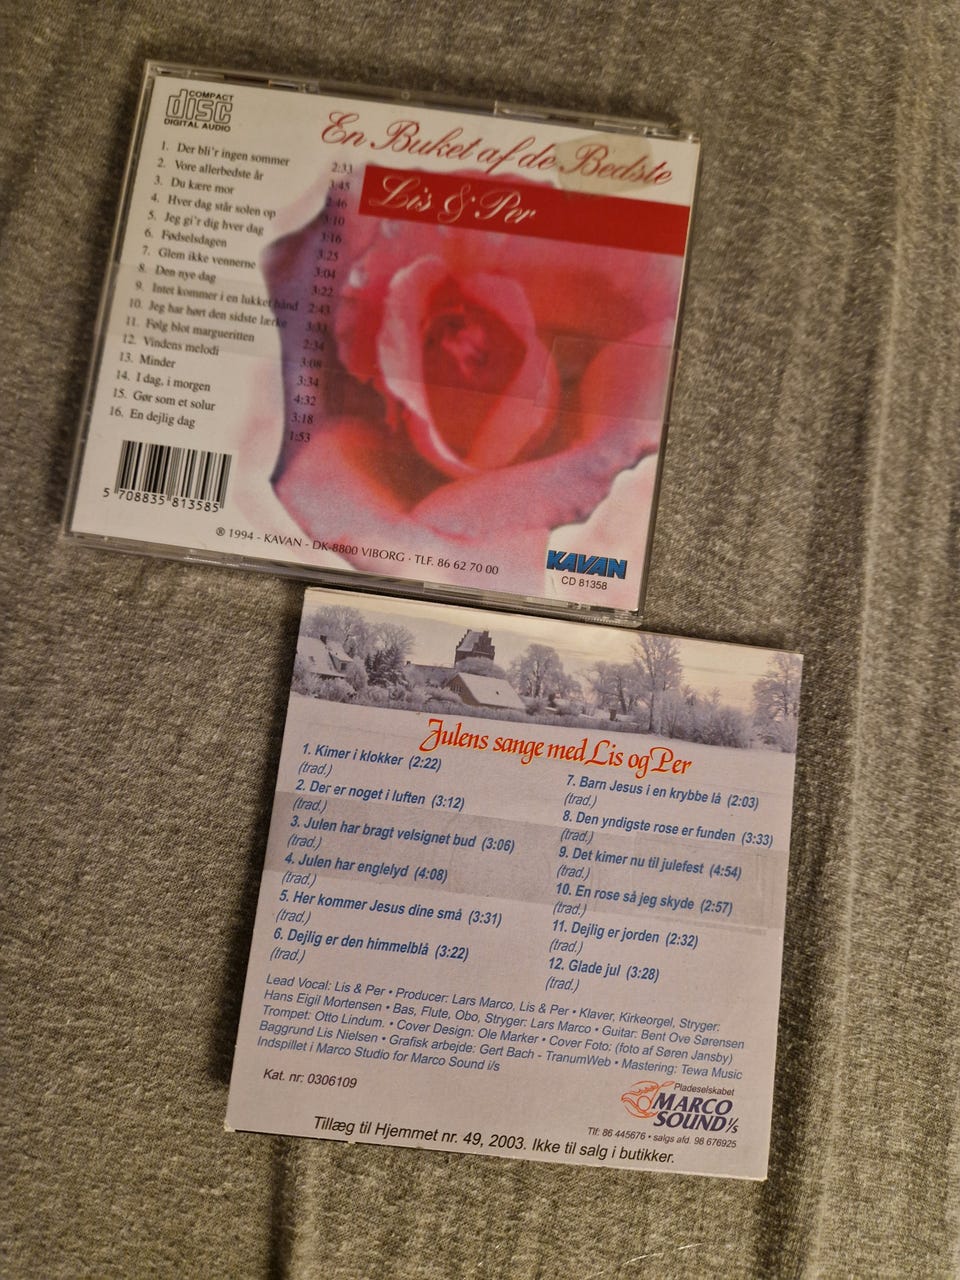 COMPACT
disc
DIGITAL AUDIO
En Buket af de Bedste
Lis & Per
1. Der bli'r ingen sommer 2:33
2. Vore allerbedste år 3:45
3. Du kære mor 2:46
4. Hver dag står solen op 3:10
5. Jeg gi'r dig hver dag 3:16
6. Fødselsdagen 3:25
7. Glem ikke vennerne 3:04
8. Den nye dag 3:22
9. Intet kommer i en lukket hånd 2:43
10. Jeg har hørt den sidste lærke 3:33
11. Følg blot margueritten 2:34
12. Vindens melodi 3:08
13. Minder 3:34
14. I dag, i morgen 4:32
15. Gør som et solur 3:18
16. En dejlig dag 1:53
5 708835 813585
℗ 1994 - KAVAN - DK-8800 VIBORG · TLF. 86 62 70 00
KAVAN
CD 81358
Julens sange med Lis og Per
1. Kimer i klokker (2:22)
(trad.)
2. Der er noget i luften (3:12)
(trad.)
3. Julen har bragt velsignet bud (3:06)
(trad.)
4. Julen har englelyd (4:08)
(trad.)
5. Her kommer Jesus dine små (3:31)
(trad.)
6. Dejlig er den himmelblå (3:22)
(trad.)
7. Barn Jesus i en krybbe lå (2:03)
(trad.)
8. Den yndigste rose er funden (3:33)
(trad.)
9. Det kimer nu til julefest (4:54)
(trad.)
10. En rose så jeg skyde (2:57)
(trad.)
11. Dejlig er jorden (2:32)
(trad.)
12. Glade jul (3:28)
(trad.)
Lead Vocal: Lis & Per • Producer: Lars Marco, Lis & Per • Klaver, Kirkeorgel, Stryger:
Hans Eigil Mortensen • Bas, Flute, Obo, Stryger: Lars Marco • Guitar: Bent Ove Sørensen
Trompet: Otto Lindum. • Cover Design: Ole Marker • Cover Foto: (foto af Søren Jansby)
Baggrund Lis Nielsen • Grafisk arbejde: Gert Bach - TranumWeb • Mastering: Tewa Music
Indspillet i Marco Studio for Marco Sound i/s
Kat. nr: 0306109
Pladeselskabet
MARCO
SOUND I/S
Tlf: 86 445676 • salgs afd. 98 676925
Tillæg til Hjemmet nr. 49, 2003. Ikke til salg i butikker.